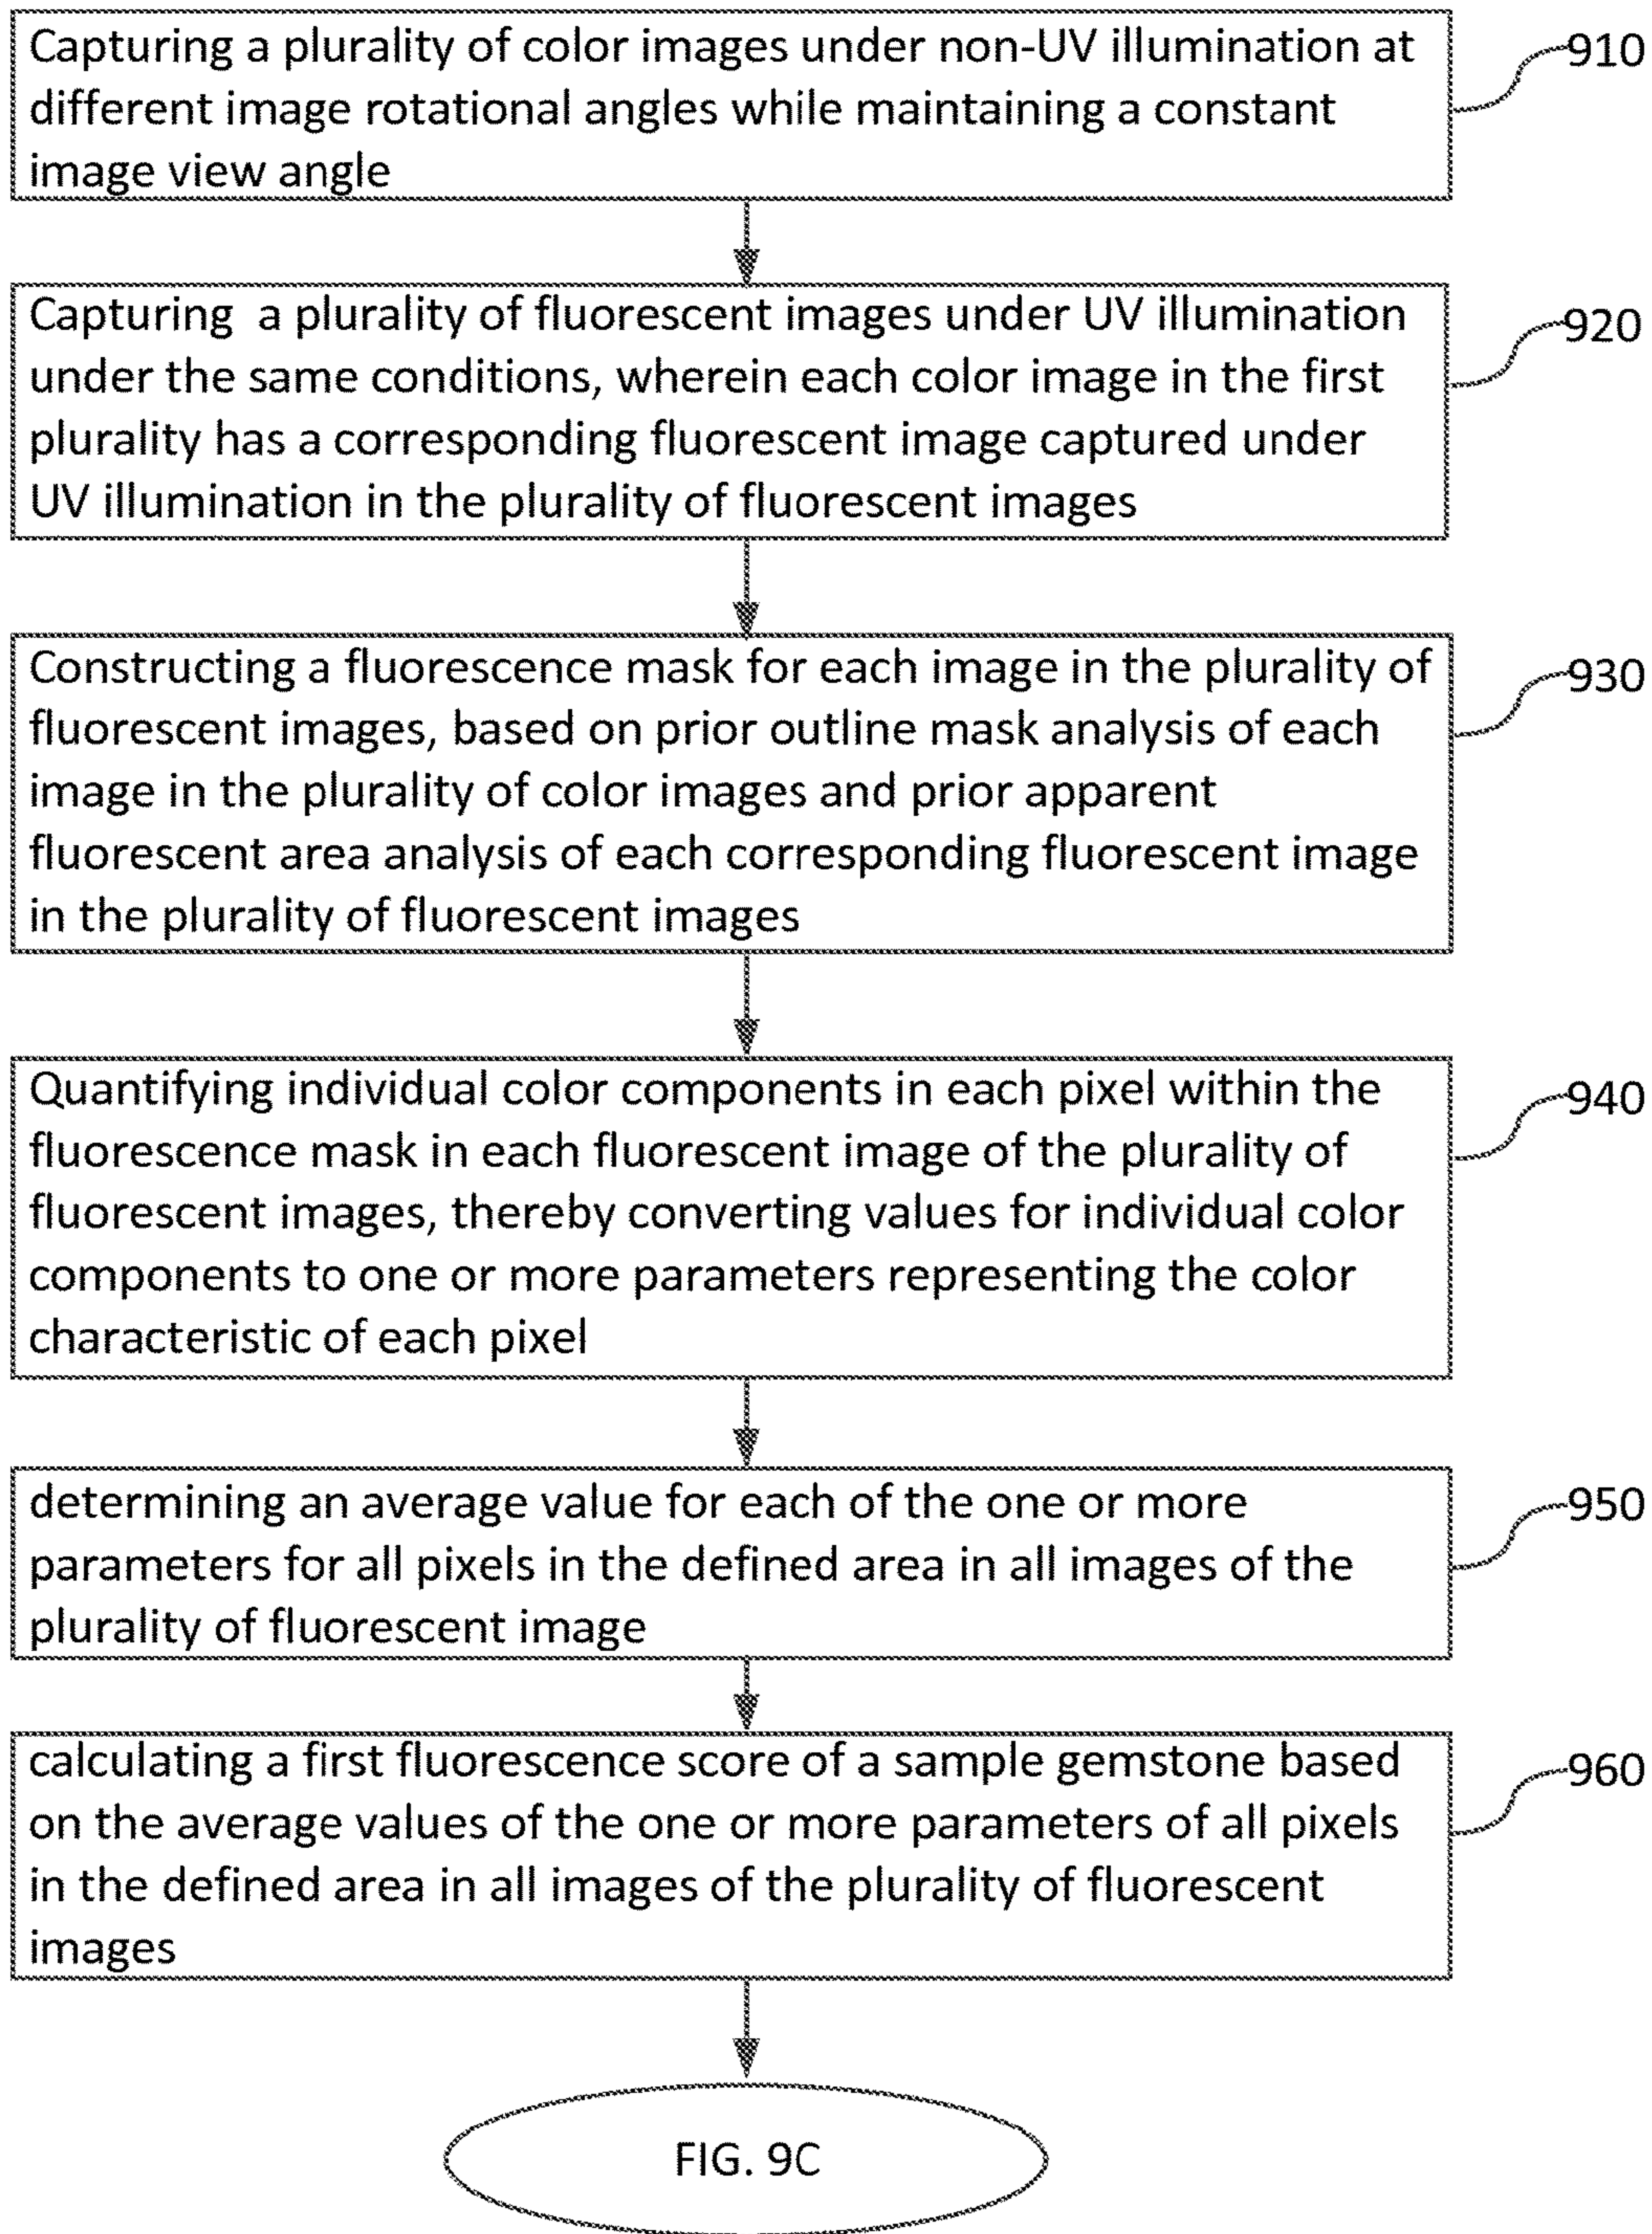 Capturing a plurality of color images under non-UV illumination at
different image rotational angles while maintaining a constant
image view angle
910
Capturing  a plurality of fluorescent images under UV illumination
under the same conditions, wherein each color image in the first
plurality has a corresponding fluorescent image captured under
UV illumination in the plurality of fluorescent images
920
Constructing a fluorescence mask for each image in the plurality of
fluorescent images, based on prior outline mask analysis of each
image in the plurality of color images and prior apparent
fluorescent area analysis of each corresponding fluorescent image
in the plurality of fluorescent images
930
Quantifying individual color components in each pixel within the
fluorescence mask in each fluorescent image of the plurality of
fluorescent images, thereby converting values for individual color
components to one or more parameters representing the color
characteristic of each pixel
940
determining an average value for each of the one or more
parameters for all pixels in the defined area in all images of the
plurality of fluorescent image
950
calculating a first fluorescence score of a sample gemstone based
on the average values of the one or more parameters of all pixels
in the defined area in all images of the plurality of fluorescent
images
960
FIG. 9C